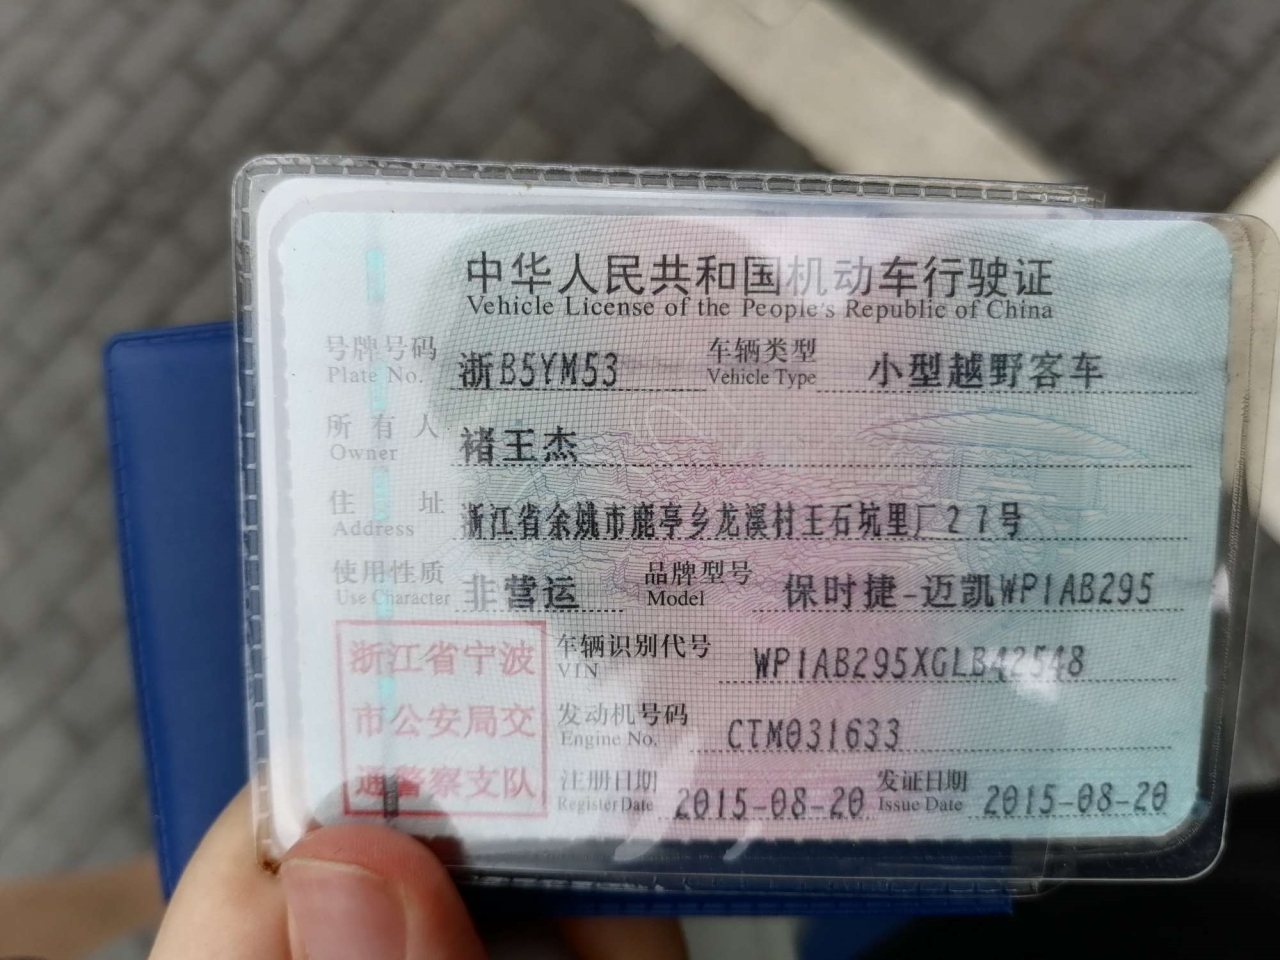 中华人民共和国机动车行驶证
Vehicle License of the People's Republic of China
号牌号码 浙B5YM53 车辆类型 小型越野客车
Plate No. Vehicle Type
所有人 褚王杰
Owner
住址 浙江省余姚市鹿亭乡龙溪村王石坑里厂27号
Address
使用性质 非营运 品牌型号 保时捷-迈凯WP1AB295
Use Character Model
浙江省宁波
市公安局交
通警察支队
车辆识别代号 WP1AB295XGLB42548
VIN
发动机号码 CTM031633
Engine No.
注册日期 2015-08-20 发证日期 2015-08-20
Register Date Issue Date